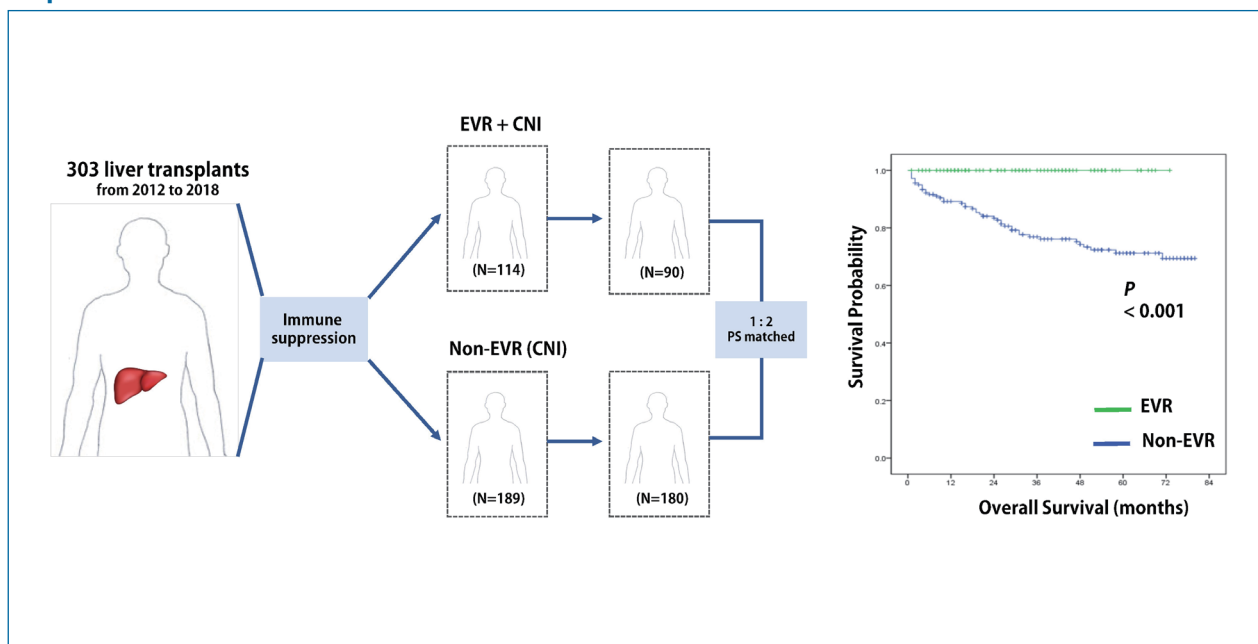 303 liver transplants
from 2012 to 2018
Immune
suppression
EVR + CNI
(N=114)
(N=90)
Non-EVR (CNI)
(N=189)
(N=180)
1 : 2
PS matched
Survival Probability
1.0
0.8
0.6
0.4
0.2
0.0
P
< 0.001
EVR
Non-EVR
0 12 24 36 48 60 72 84
Overall Survival (months)